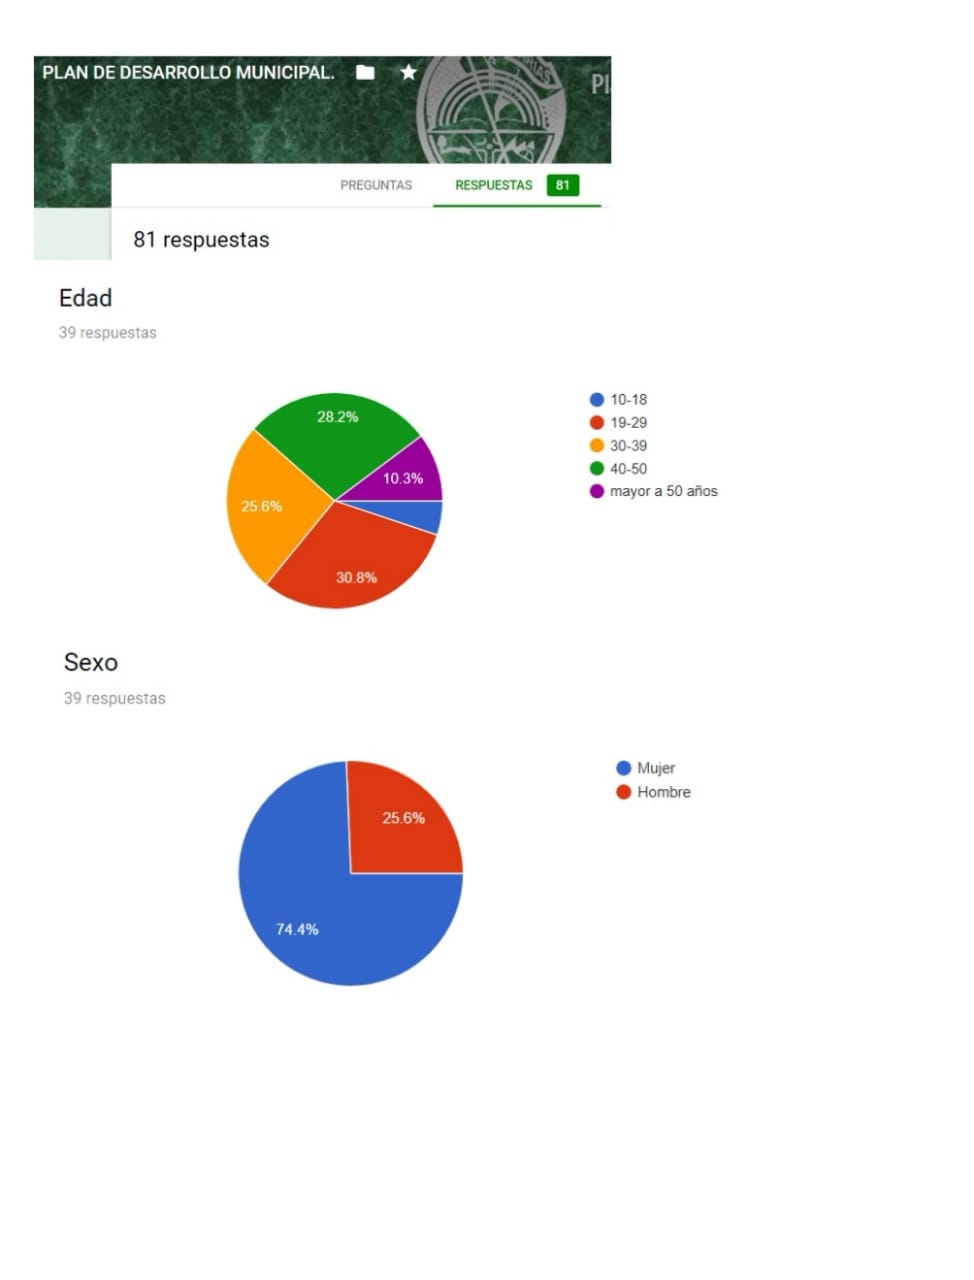 PLAN DE DESARROLLO MUNICIPAL.
PREGUNTAS RESPUESTAS 81
81 respuestas
Edad
39 respuestas
10-18
19-29
30-39
40-50
mayor a 50 años
28.2%
10.3%
25.6%
30.8%
Sexo
39 respuestas
Mujer
Hombre
25.6%
74.4%